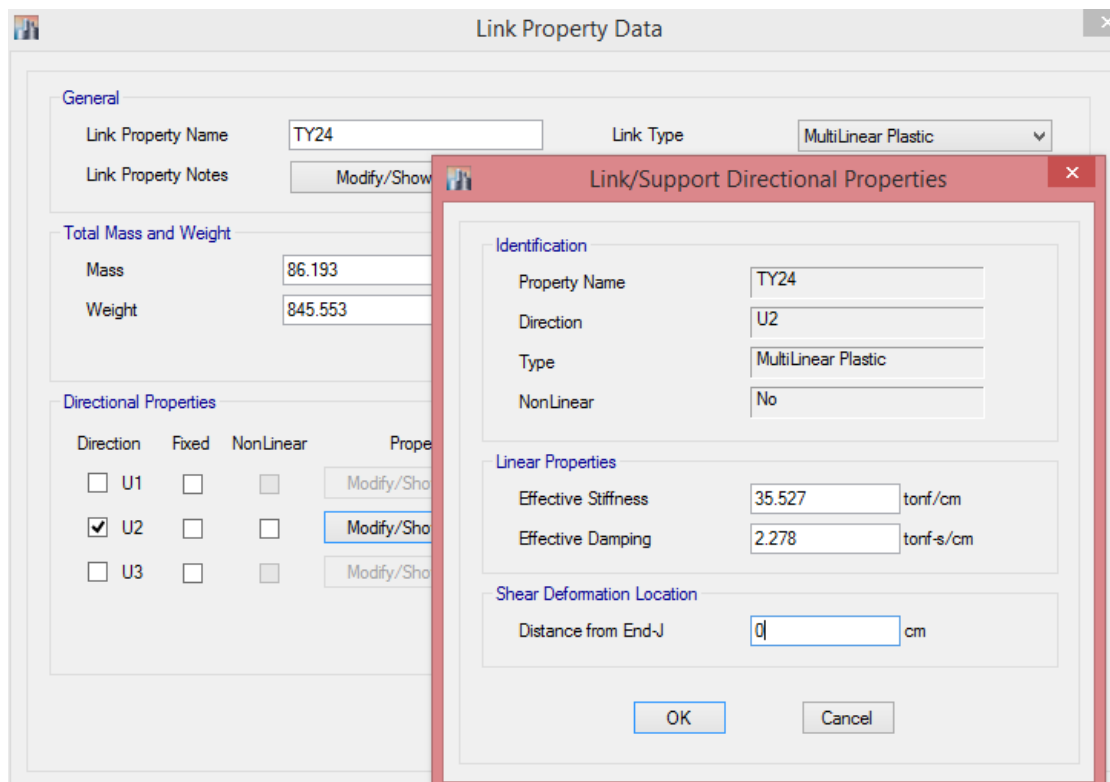 Link Property Data
General
Link Property Name TY24 Link Type MultiLinear Plastic
Link Property Notes Modify/Show
Total Mass and Weight
Mass 86.193
Weight 845.553
Directional Properties
Direction Fixed NonLinear Prope
U1 Modify/Sho
U2 Modify/Sho
U3 Modify/Sho
Link/Support Directional Properties
Identification
Property Name TY24
Direction U2
Type MultiLinear Plastic
NonLinear No
Linear Properties
Effective Stiffness 35.527 tonf/cm
Effective Damping 2.278 tonf-s/cm
Shear Deformation Location
Distance from End-J 0 cm
OK Cancel